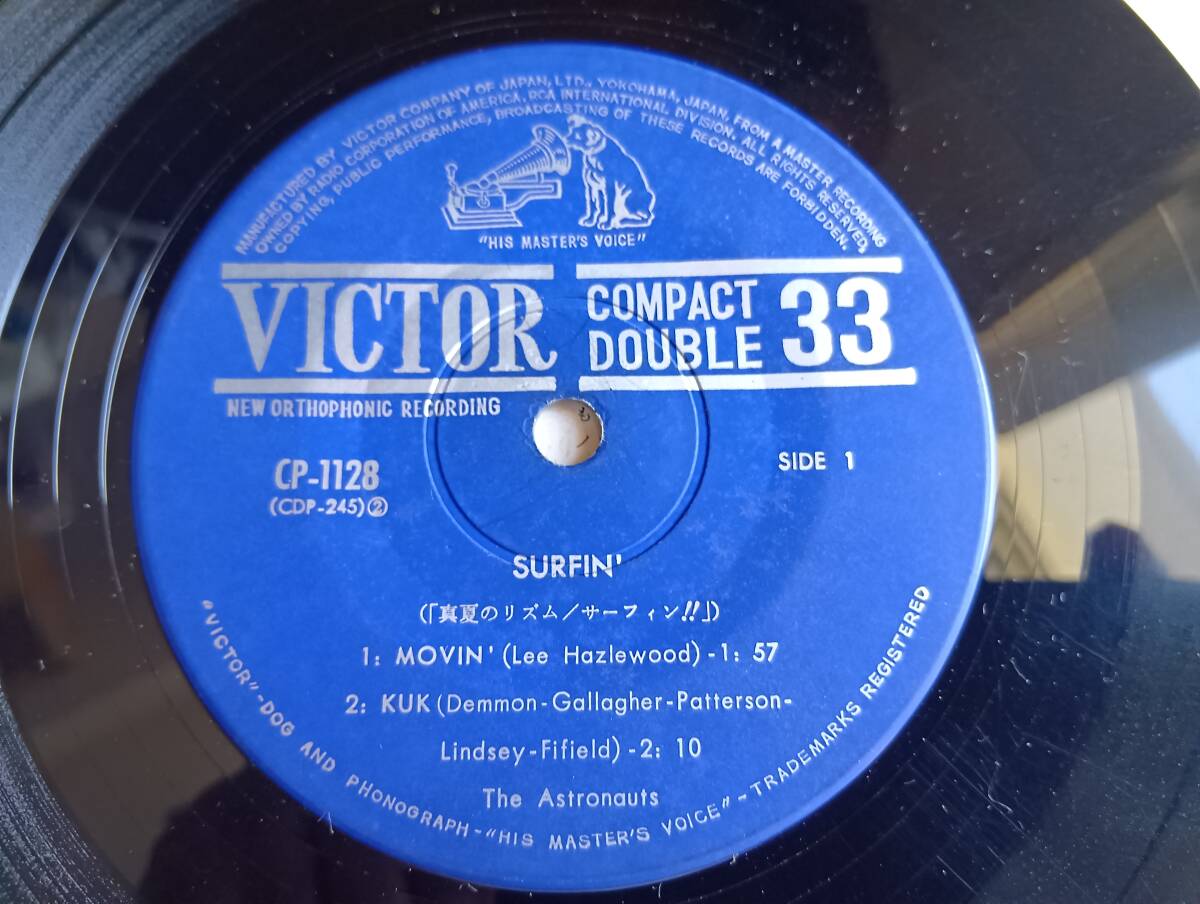 MANUFACTURED BY VICTOR COMPANY OF JAPAN, LTD., YOKOHAMA, JAPAN, FROM A MASTER RECORDING
OWNED BY RADIO CORPORATION OF AMERICA. RCA INTERNATIONAL DIVISION. ALL RIGHTS RESERVED,
COPYING, PUBLIC PERFORMANCE, BROADCASTING OF THESE RECORDS ARE FORBIDDEN.
"HIS MASTER'S VOICE"
VICTOR
COMPACT DOUBLE 33
NEW ORTHOPHONIC RECORDING
CP-1128
(CDP-245)②
SIDE 1
SURFIN'
(「真夏のリズム/サーフィン!!」)
1: MOVIN' (Lee Hazlewood) - 1: 57
2: KUK (Demmon-Gallagher-Patterson-
Lindsey-Fifield) - 2: 10
The Astronauts
"VICTOR"-DOG AND PHONOGRAPH-"HIS MASTER'S VOICE"-TRADEMARKS REGISTERED